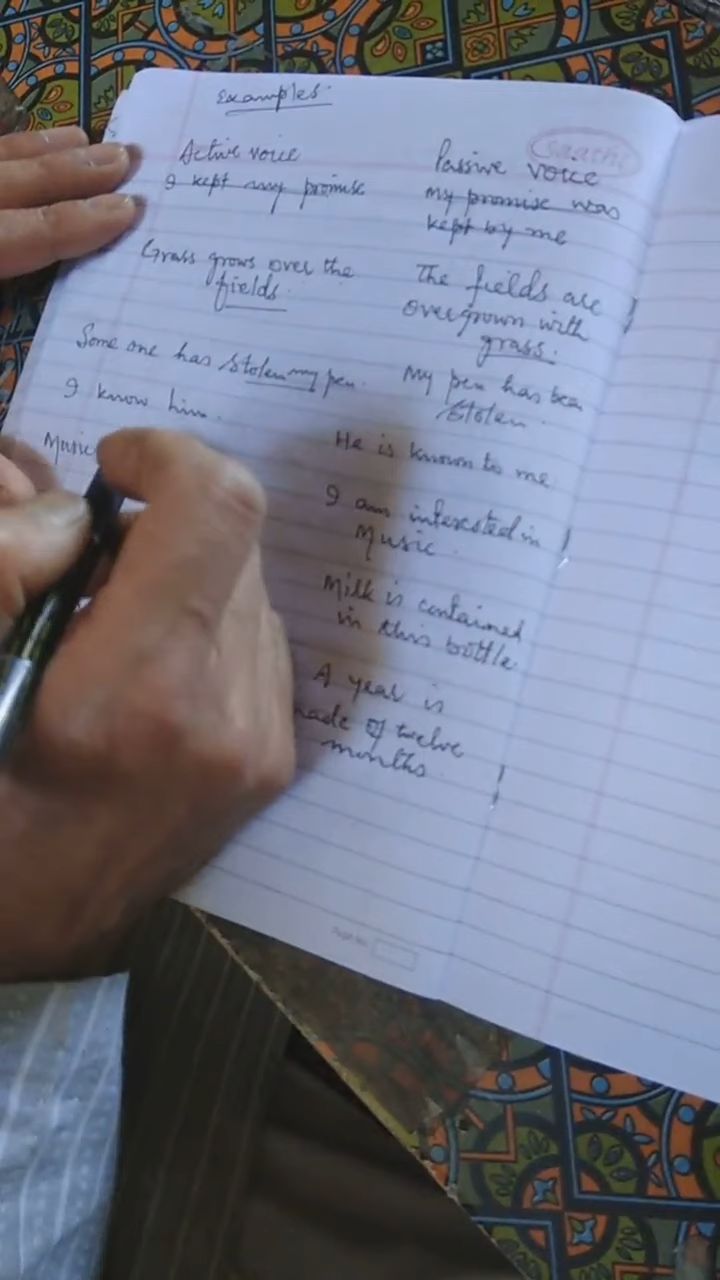 Examples
Saathi
Active voice
Passive voice
I kept my promise
my promise was
kept by me
Grass grows over the
fields.
The fields are
overgrown with
grass.
Some one has stolen my pen.
My pen has been
stolen.
I know him.
He is known to me
Music
I am interested in
Music.
Milk is contained
in this bottle
A year is
made of twelve
months.
Page No.